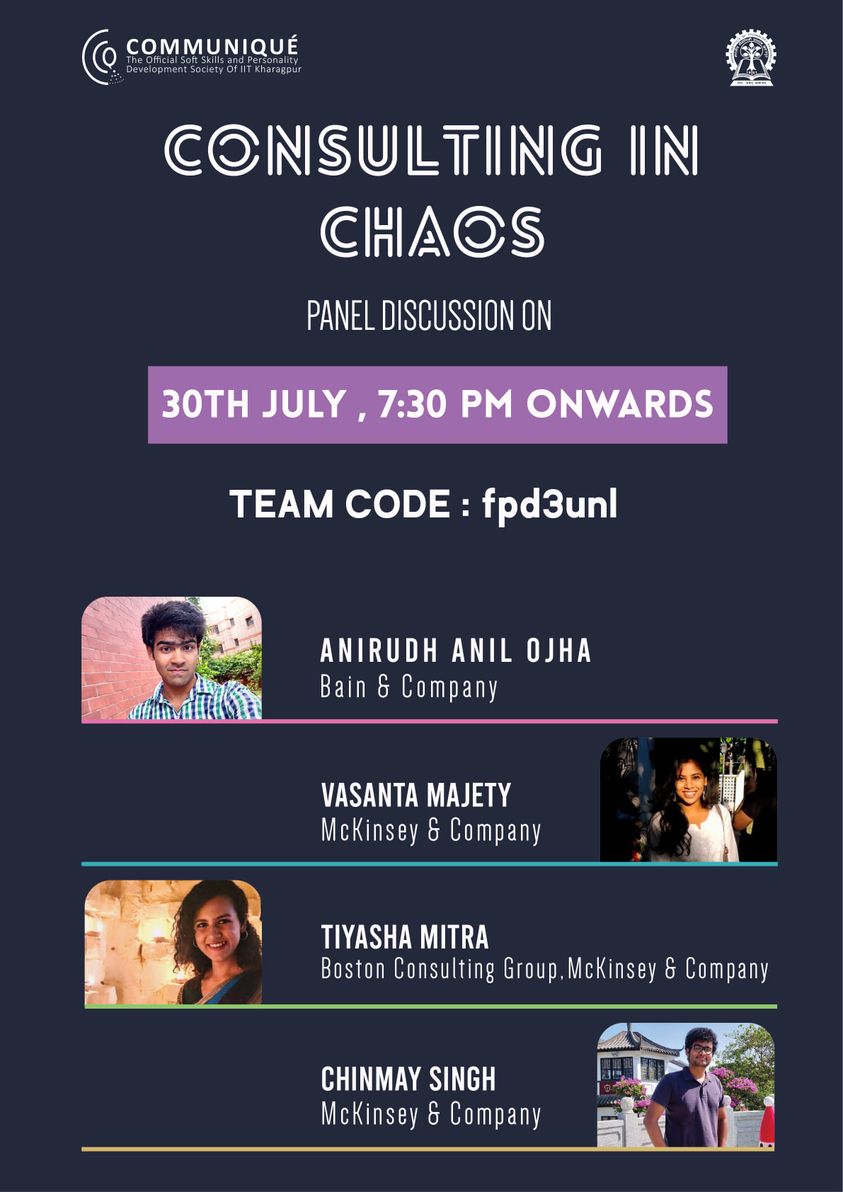 COMMUNIQUÉ
The Official Soft Skills and Personality
Development Society Of IIT Kharagpur
CONSULTING IN
CHAOS
PANEL DISCUSSION ON
30TH JULY , 7:30 PM ONWARDS
TEAM CODE : fpd3unl
ANIRUDH ANIL OJHA
Bain & Company
VASANTA MAJETY
McKinsey & Company
TIYASHA MITRA
Boston Consulting Group,McKinsey & Company
CHINMAY SINGH
McKinsey & Company